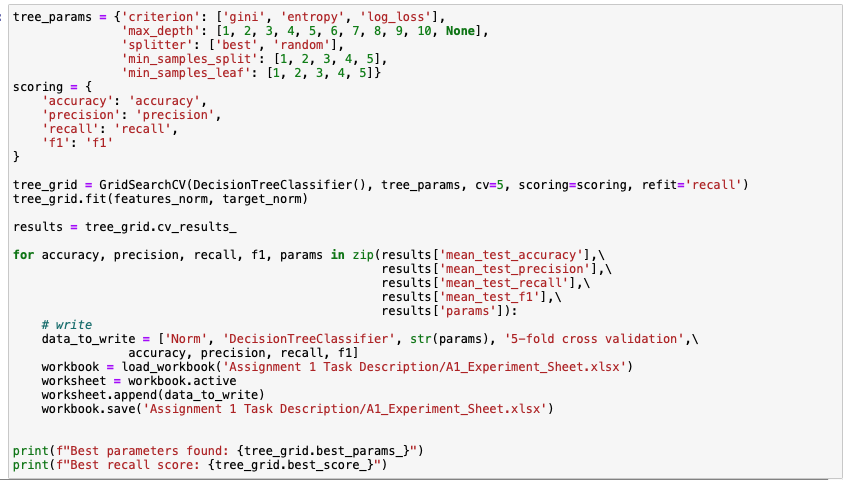 tree_params = {'criterion': ['gini', 'entropy', 'log_loss'],
               'max_depth': [1, 2, 3, 4, 5, 6, 7, 8, 9, 10, None],
               'splitter': ['best', 'random'],
               'min_samples_split': [1, 2, 3, 4, 5],
               'min_samples_leaf': [1, 2, 3, 4, 5]}
scoring = {
    'accuracy': 'accuracy',
    'precision': 'precision',
    'recall': 'recall',
    'f1': 'f1'
}

tree_grid = GridSearchCV(DecisionTreeClassifier(), tree_params, cv=5, scoring=scoring, refit='recall')
tree_grid.fit(features_norm, target_norm)

results = tree_grid.cv_results_

for accuracy, precision, recall, f1, params in zip(results['mean_test_accuracy'],\
                                                   results['mean_test_precision'],\
                                                   results['mean_test_recall'],\
                                                   results['mean_test_f1'],\
                                                   results['params']):
    # write
    data_to_write = ['Norm', 'DecisionTreeClassifier', str(params), '5-fold cross validation',\
                accuracy, precision, recall, f1]
    workbook = load_workbook('Assignment 1 Task Description/A1_Experiment_Sheet.xlsx')
    worksheet = workbook.active
    worksheet.append(data_to_write)
    workbook.save('Assignment 1 Task Description/A1_Experiment_Sheet.xlsx')

print(f"Best parameters found: {tree_grid.best_params_}")
print(f"Best recall score: {tree_grid.best_score_}")